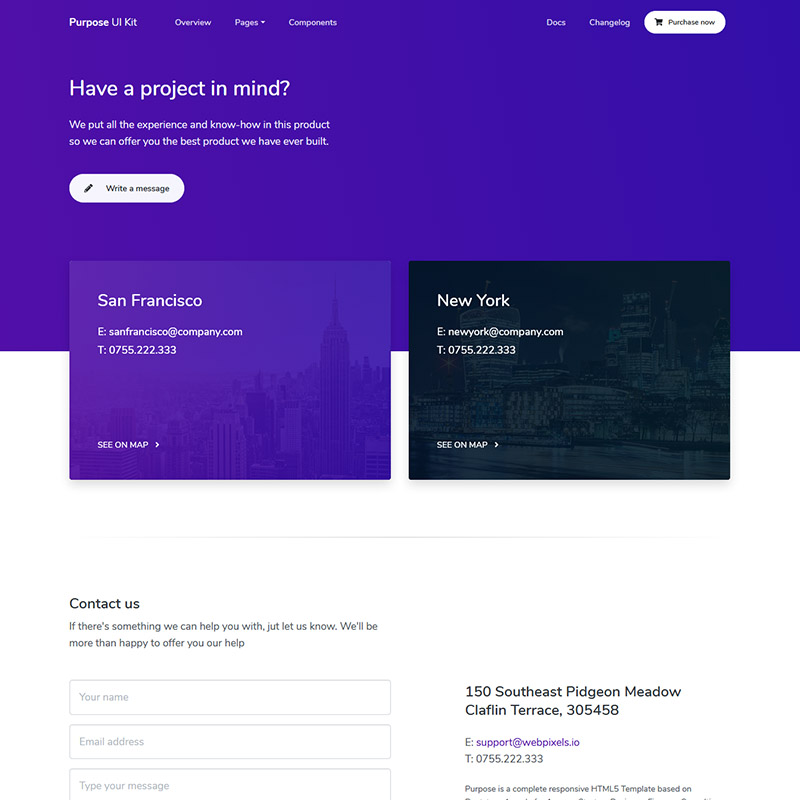 Purpose UI Kit Overview Pages Components Docs Changelog Purchase now
Have a project in mind?
We put all the experience and know-how in this product
so we can offer you the best product we have ever built.
Write a message
San Francisco
E: sanfrancisco@company.com
T: 0755.222.333
SEE ON MAP
New York
E: newyork@company.com
T: 0755.222.333
SEE ON MAP
Contact us
If there's something we can help you with, jut let us know. We'll be
more than happy to offer you our help
Your name
Email address
Type your message
150 Southeast Pidgeon Meadow
Claflin Terrace, 305458
E: support@webpixels.io
T: 0755.222.333
Purpose is a complete responsive HTML5 Template based on